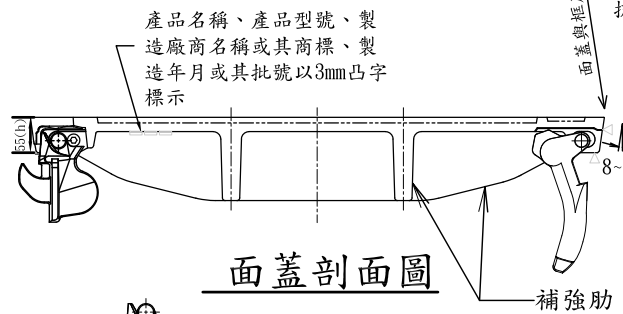 產品名稱、產品型號、製
造廠商名稱或其商標、製
造年月或其批號以3mm凸字
標示
面蓋與框
55(h)
8~
面蓋剖面圖
補強肋